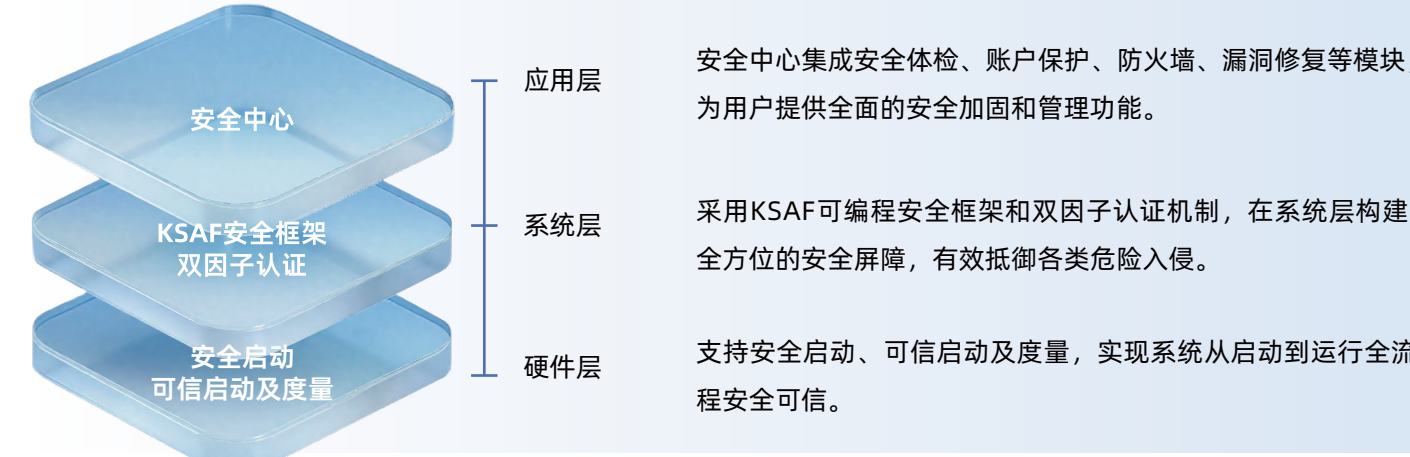 安全中心
应用层
安全中心集成安全体检、账户保护、防火墙、漏洞修复等模块，
为用户提供全面的安全加固和管理功能。
KSAF安全框架
双因子认证
系统层
采用KSAF可编程安全框架和双因子认证机制，在系统层构建
全方位的安全屏障，有效抵御各类危险入侵。
安全启动
可信启动及度量
硬件层
支持安全启动、可信启动及度量，实现系统从启动到运行全流
程安全可信。